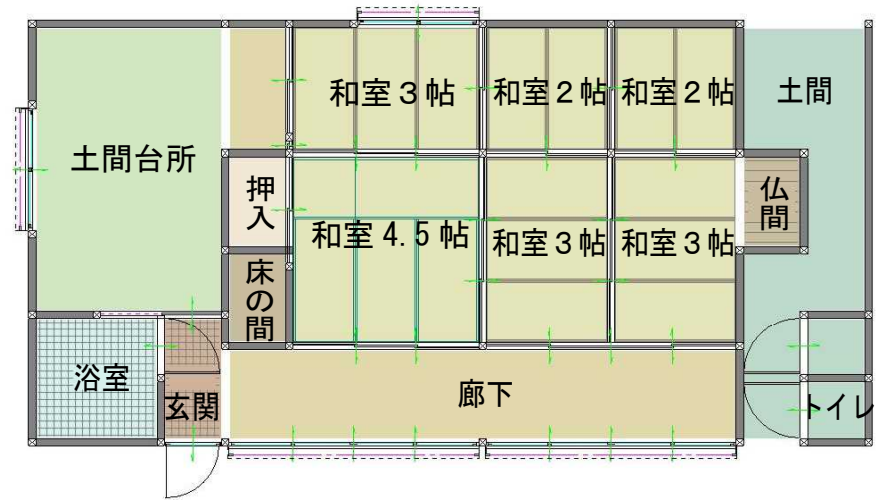 和室３帖
和室２帖
和室２帖
土間
土間台所
押入
仏間
和室 4.5 帖
和室３帖
和室３帖
床の間
浴室
玄関
廊下
トイレ